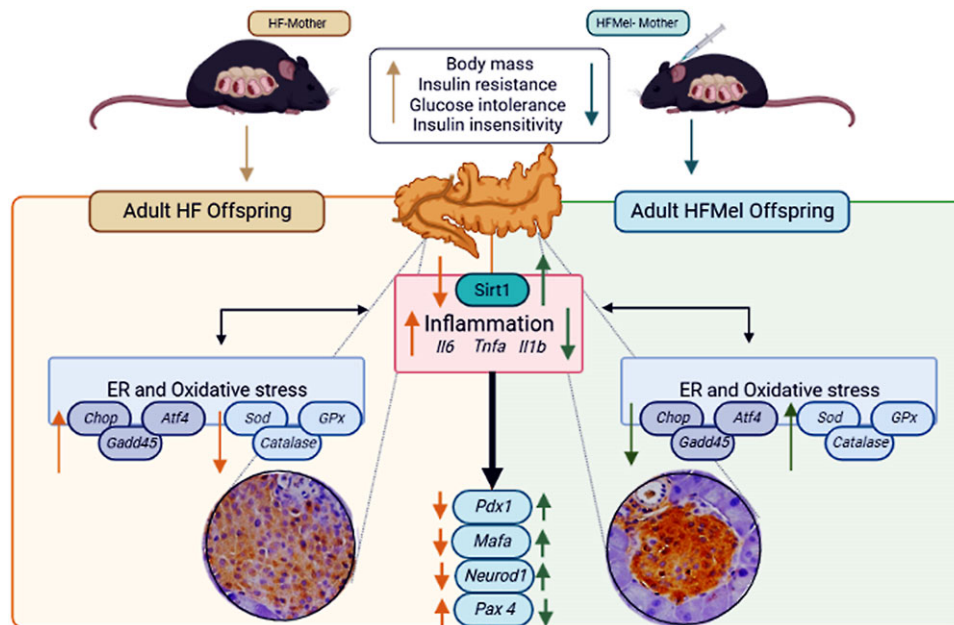 HF-Mother
HFMel- Mother
Body mass
Insulin resistance
Glucose intolerance
Insulin insensitivity
Adult HF Offspring
Adult HFMel Offspring
Sirt1
Inflammation
Il6 Tnfa Il1b
ER and Oxidative stress
Chop Atf4 Sod GPx
Gadd45 Catalase
ER and Oxidative stress
Chop Atf4 Sod GPx
Gadd45 Catalase
Pdx1
Mafa
Neurod1
Pax 4